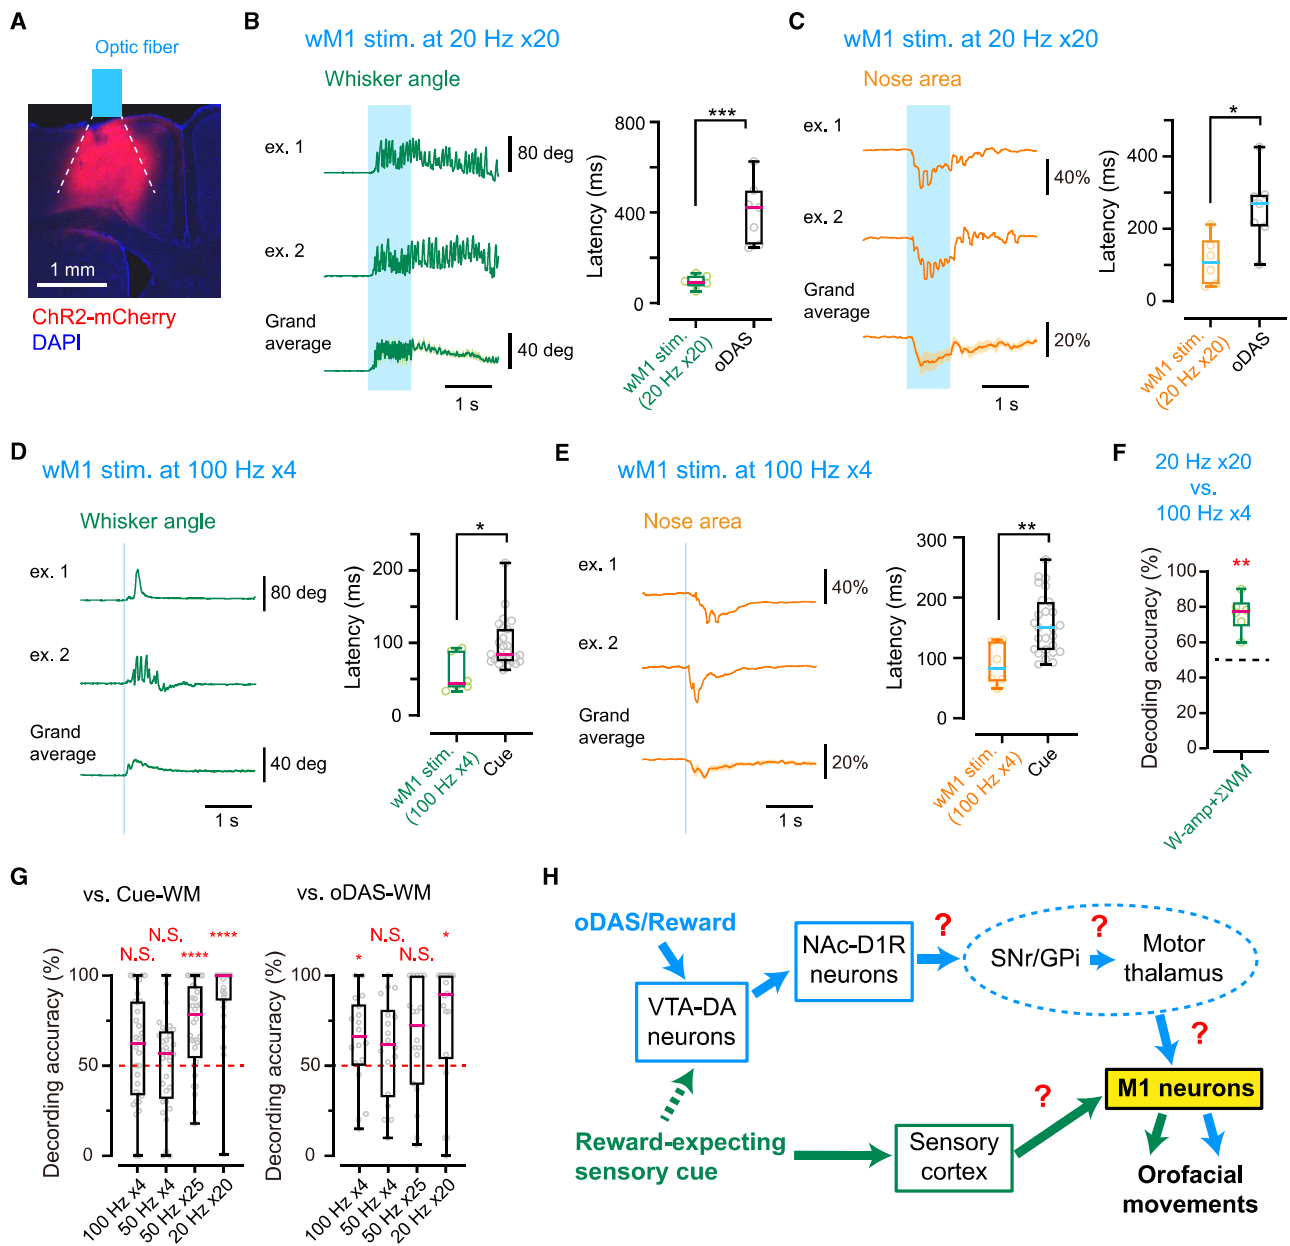 A
Optic fiber
1 mm
ChR2-mCherry
DAPI
B
wM1 stim. at 20 Hz x20
Whisker angle
ex. 1
80 deg
ex. 2
Grand
average
40 deg
1 s
Latency (ms)
800
400
0
***
wM1 stim.
(20 Hz x20)
oDAS
C
wM1 stim. at 20 Hz x20
Nose area
ex. 1
40%
ex. 2
Grand
average
20%
1 s
Latency (ms)
400
200
0
*
wM1 stim.
(20 Hz x20)
oDAS
D
wM1 stim. at 100 Hz x4
Whisker angle
ex. 1
80 deg
ex. 2
Grand
average
40 deg
1 s
Latency (ms)
200
100
0
*
wM1 stim.
(100 Hz x4)
Cue
E
wM1 stim. at 100 Hz x4
Nose area
ex. 1
40%
ex. 2
Grand
average
20%
1 s
Latency (ms)
300
200
100
0
**
wM1 stim.
(100 Hz x4)
Cue
F
20 Hz x20
vs.
100 Hz x4
Decoding accuracy (%)
100
80
60
40
20
0
**
W-amp+ΣWM
G
vs. Cue-WM
N.S.
N.S.
****
****
Decording accuracy (%)
100
50
0
100 Hz x4
50 Hz x4
50 Hz x25
20 Hz x20
vs. oDAS-WM
*
N.S.
N.S.
*
Decording accuracy (%)
100
50
0
100 Hz x4
50 Hz x4
50 Hz x25
20 Hz x20
H
oDAS/Reward
VTA-DA
neurons
NAc-D1R
neurons
?
SNr/GPi
?
Motor
thalamus
?
M1 neurons
?
Reward-expecting
sensory cue
Sensory
cortex
Orofacial
movements